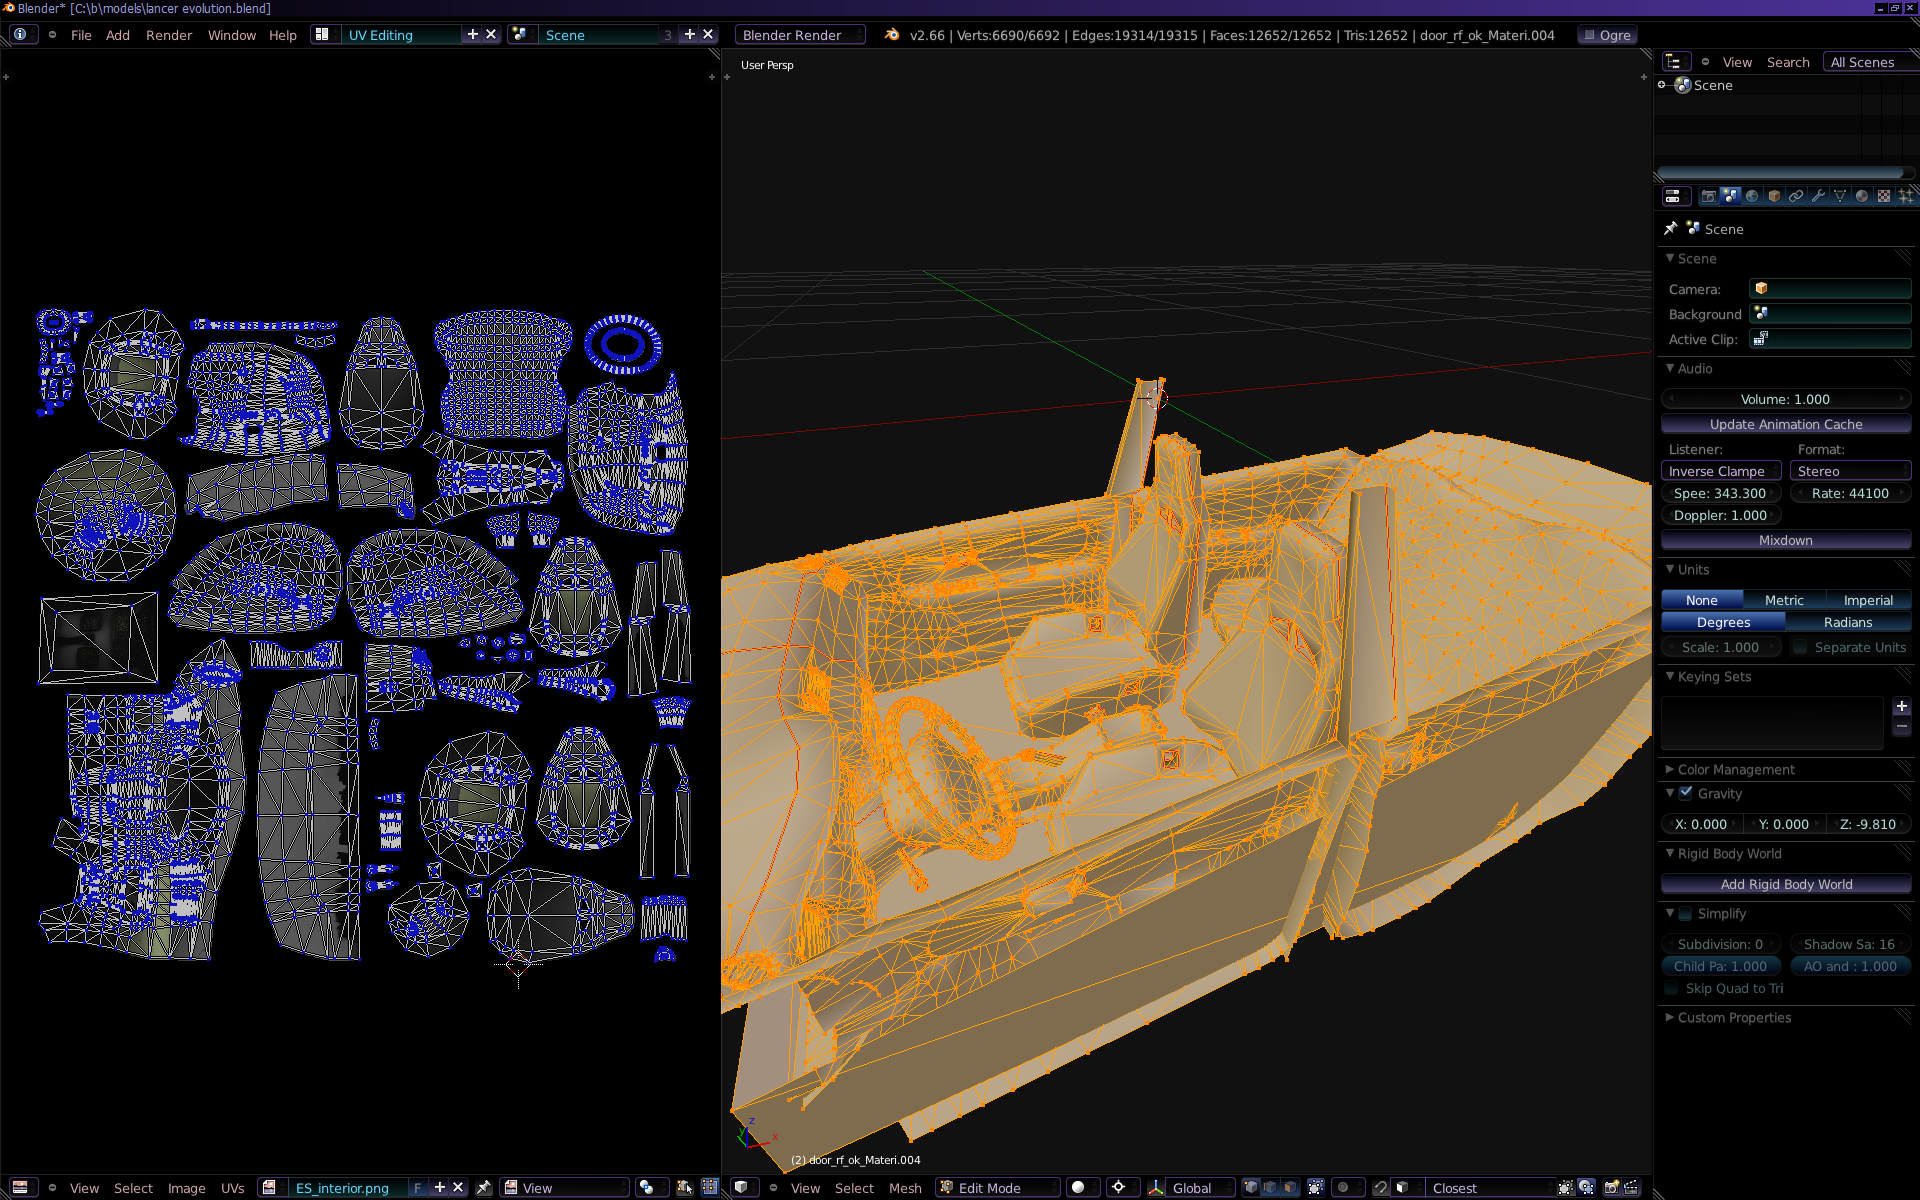 Blender* [C:\b\models\lancer evolution.blend]
File Add Render Window Help UV Editing Scene 3 Blender Render v2.66 | Verts:6690/6692 | Edges:19314/19315 | Faces:12652/12652 | Tris:12652 | door_rf_ok_Materi.004 Ogre
User Persp
View Search All Scenes
Scene
Scene
Scene
Camera:
Background
Active Clip:
Audio
Volume: 1.000
Update Animation Cache
Listener: Format:
Inverse Clampe Stereo
Spee: 343.300 Rate: 44100
Doppler: 1.000
Mixdown
Units
None Metric Imperial
Degrees Radians
Scale: 1.000 Separate Units
Keying Sets
Color Management
Gravity
X: 0.000 Y: 0.000 Z: -9.810
Rigid Body World
Add Rigid Body World
Simplify
Subdivision: 0 Shadow Sa: 16
Child Pa: 1.000 AO and : 1.000
Skip Quad to Tri
Custom Properties
z
y
x
(2) door_rf_ok_Materi.004
View Select Image UVs ES_interior.png F View
View Select Mesh Edit Mode Global Closest